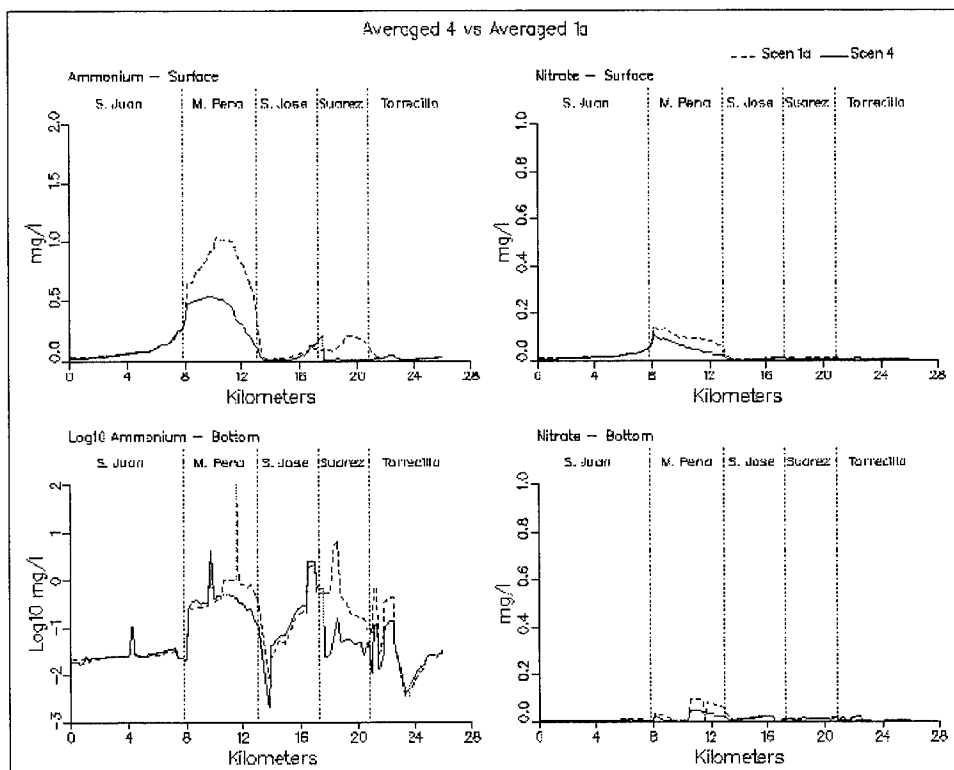 Averaged 4 vs Averaged 1a
Scen 1a
Scen 4
Ammonium – Surface
S. Juan
M. Pena
S. Jose
Suarez
Torrecilla
2.0
1.5
1.0
0.5
0.0
mg/l
0
4
8
12
16
20
24
28
Kilometers
Nitrate – Surface
S. Juan
M. Pena
S. Jose
Suarez
Torrecilla
1.0
0.8
0.6
0.4
0.2
0.0
mg/l
0
4
8
12
16
20
24
28
Kilometers
Log10 Ammonium – Bottom
S. Juan
M. Pena
S. Jose
Suarez
Torrecilla
2
1
0
-1
-2
-3
Log10 mg/l
0
4
8
12
16
20
24
28
Kilometers
Nitrate – Bottom
S. Juan
M. Pena
S. Jose
Suarez
Torrecilla
1.0
0.8
0.6
0.4
0.2
0.0
mg/l
0
4
8
12
16
20
24
28
Kilometers